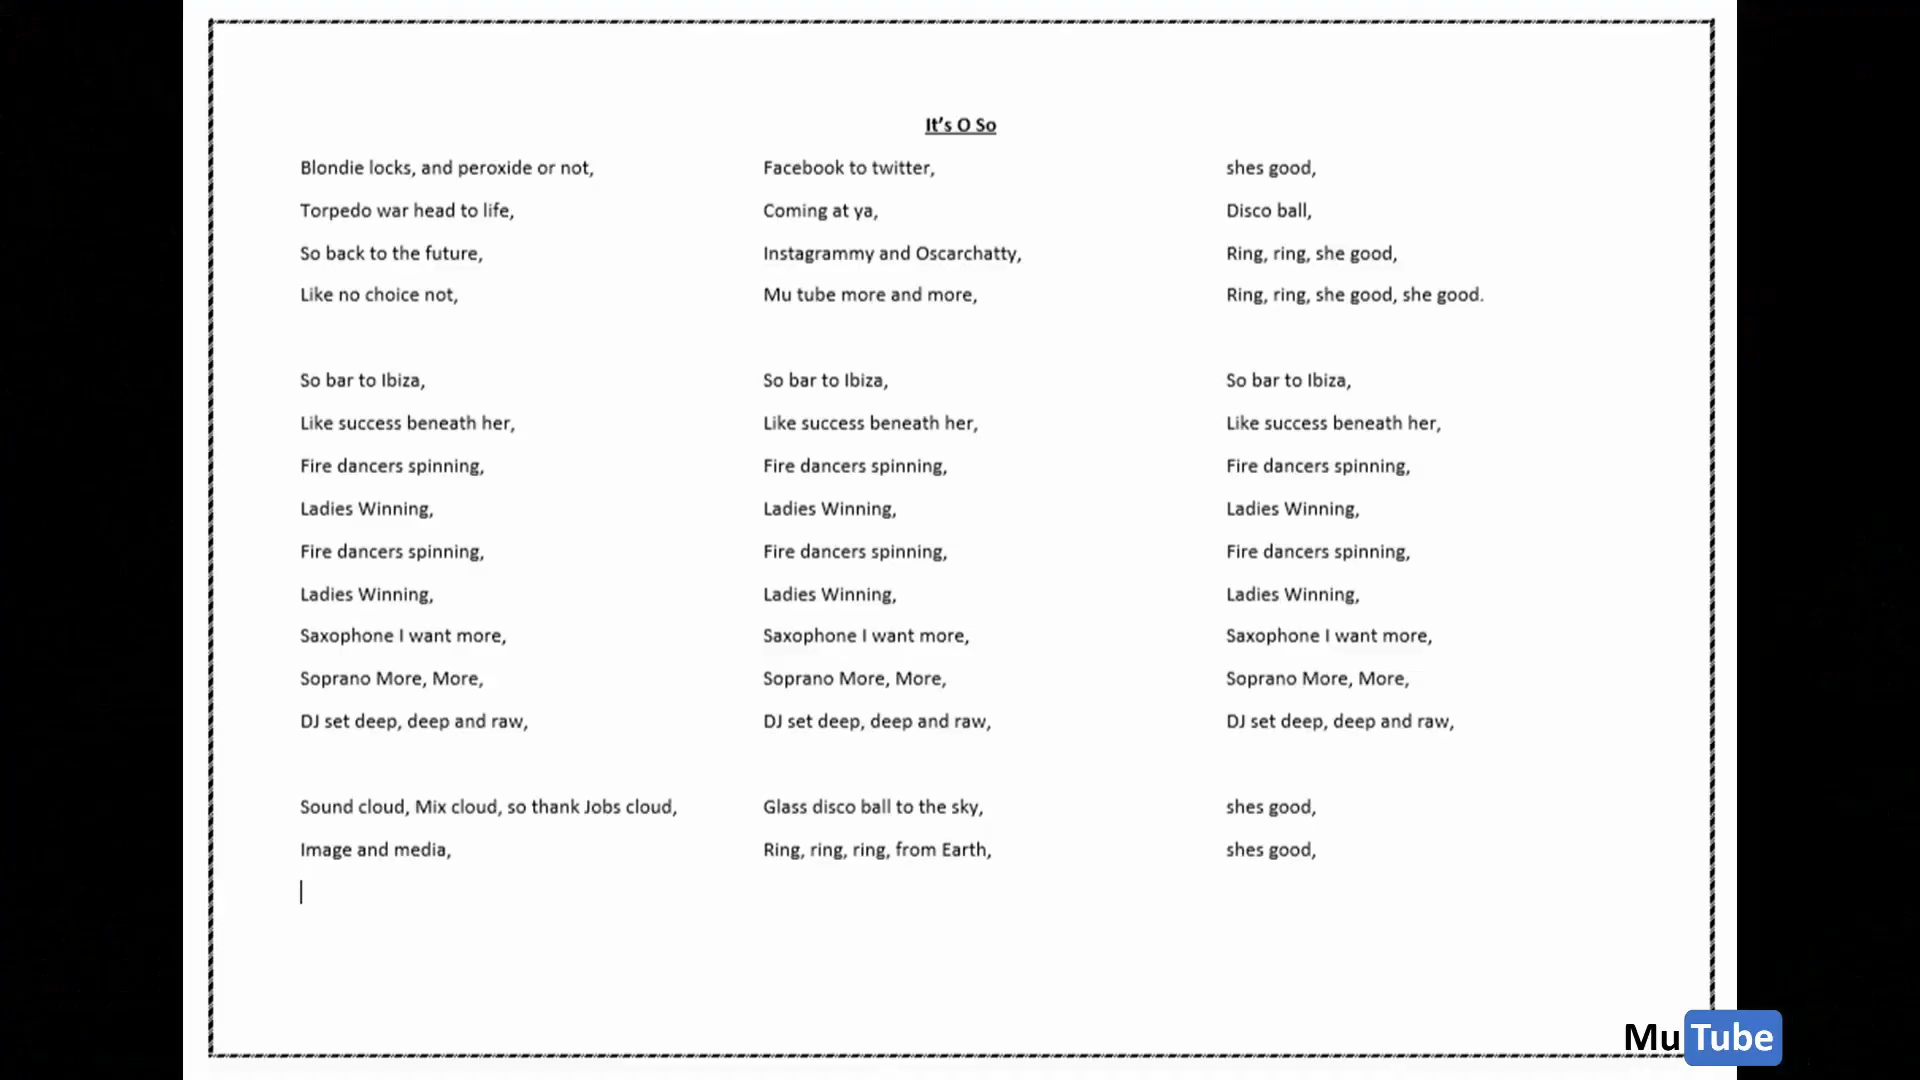 It's O So
Blondie locks, and peroxide or not,
Torpedo war head to life,
So back to the future,
Like no choice not,
So bar to Ibiza,
Like success beneath her,
Fire dancers spinning,
Ladies Winning,
Fire dancers spinning,
Ladies Winning,
Saxophone I want more,
Soprano More, More,
DJ set deep, deep and raw,
Sound cloud, Mix cloud, so thank Jobs cloud,
Image and media,
Facebook to twitter,
Coming at ya,
Instagrammy and Oscarchatty,
Mu tube more and more,
So bar to Ibiza,
Like success beneath her,
Fire dancers spinning,
Ladies Winning,
Fire dancers spinning,
Ladies Winning,
Saxophone I want more,
Soprano More, More,
DJ set deep, deep and raw,
Glass disco ball to the sky,
Ring, ring, ring, from Earth,
shes good,
Disco ball,
Ring, ring, she good,
Ring, ring, she good, she good.
So bar to Ibiza,
Like success beneath her,
Fire dancers spinning,
Ladies Winning,
Fire dancers spinning,
Ladies Winning,
Saxophone I want more,
Soprano More, More,
DJ set deep, deep and raw,
shes good,
shes good,
MuTube